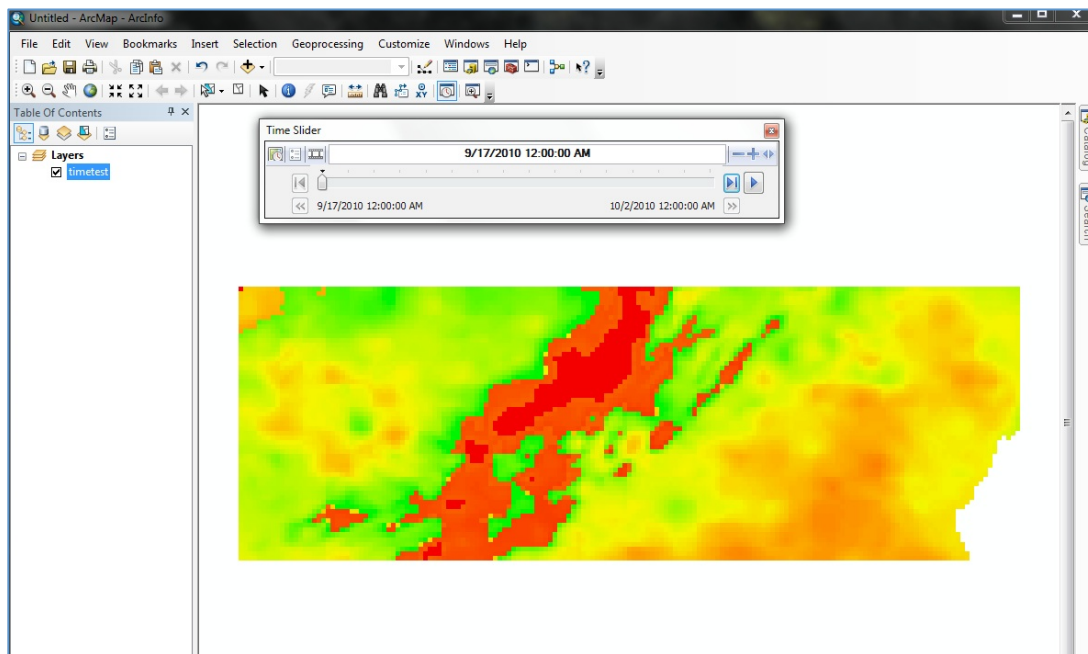 Untitled - ArcMap - ArcInfo
File Edit View Bookmarks Insert Selection Geoprocessing Customize Windows Help
Table Of Contents
Layers
timetest
Time Slider
9/17/2010 12:00:00 AM
9/17/2010 12:00:00 AM 10/2/2010 12:00:00 AM
Catalog
Search